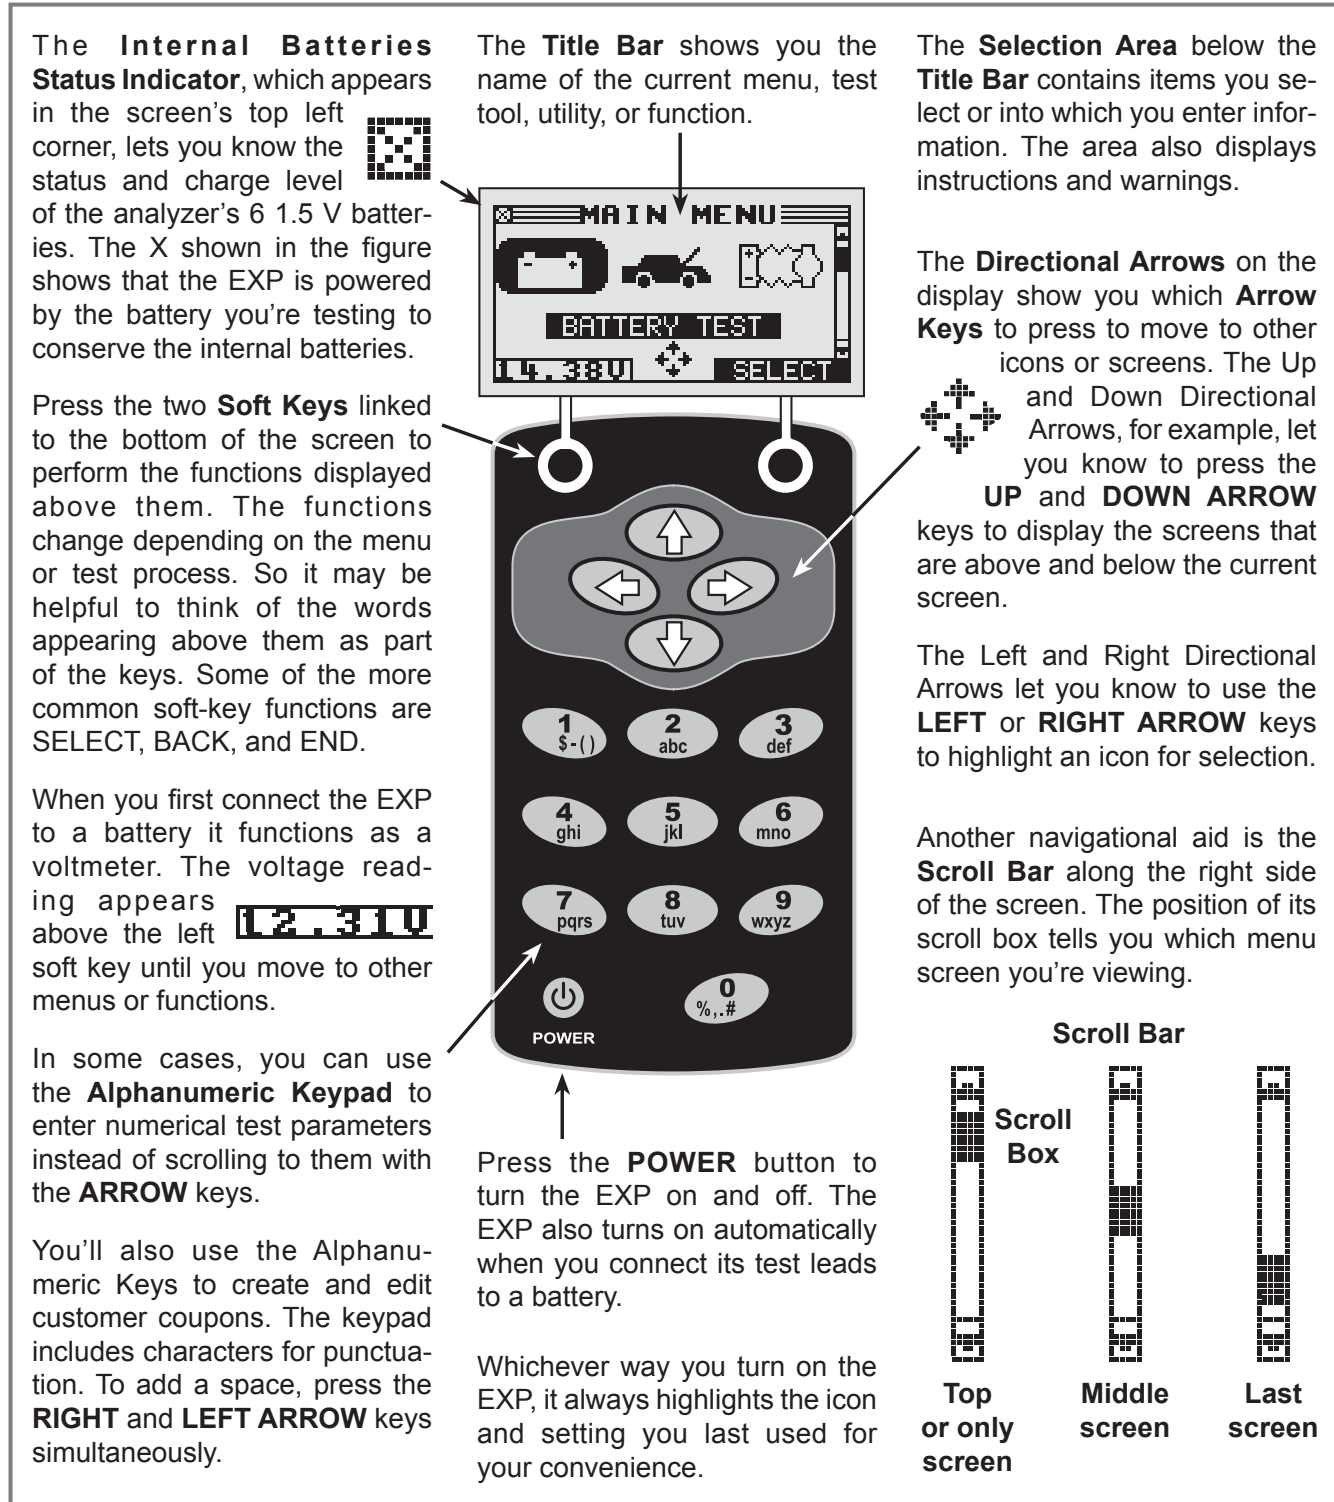 The Internal Batteries
Status Indicator, which appears
in the screen's top left
corner, lets you know the
status and charge level
of the analyzer's 6 1.5 V batter-
ies. The X shown in the figure
shows that the EXP is powered
by the battery you're testing to
conserve the internal batteries.
Press the two Soft Keys linked
to the bottom of the screen to
perform the functions displayed
above them. The functions
change depending on the menu
or test process. So it may be
helpful to think of the words
appearing above them as part
of the keys. Some of the more
common soft-key functions are
SELECT, BACK, and END.
When you first connect the EXP
to a battery it functions as a
voltmeter. The voltage read-
ing appears
above the left 12.31V
soft key until you move to other
menus or functions.
In some cases, you can use
the Alphanumeric Keypad to
enter numerical test parameters
instead of scrolling to them with
the ARROW keys.
You'll also use the Alphanu-
meric Keys to create and edit
customer coupons. The keypad
includes characters for punctua-
tion. To add a space, press the
RIGHT and LEFT ARROW keys
simultaneously.
The Title Bar shows you the
name of the current menu, test
tool, utility, or function.
MAIN MENU
- +
+
-
BATTERY TEST
14.38V SELECT
1 2 3
$-() abc def
4 5 6
ghi jkl mno
7 8 9
pqrs tuv wxyz
0
%,.#
POWER
Press the POWER button to
turn the EXP on and off. The
EXP also turns on automatically
when you connect its test leads
to a battery.
Whichever way you turn on the
EXP, it always highlights the icon
and setting you last used for
your convenience.
The Selection Area below the
Title Bar contains items you se-
lect or into which you enter infor-
mation. The area also displays
instructions and warnings.
The Directional Arrows on the
display show you which Arrow
Keys to press to move to other
icons or screens. The Up
and Down Directional
Arrows, for example, let
you know to press the
UP and DOWN ARROW
keys to display the screens that
are above and below the current
screen.
The Left and Right Directional
Arrows let you know to use the
LEFT or RIGHT ARROW keys
to highlight an icon for selection.
Another navigational aid is the
Scroll Bar along the right side
of the screen. The position of its
scroll box tells you which menu
screen you're viewing.
Scroll Bar
Scroll
Box
Top
or only
screen
Middle
screen
Last
screen